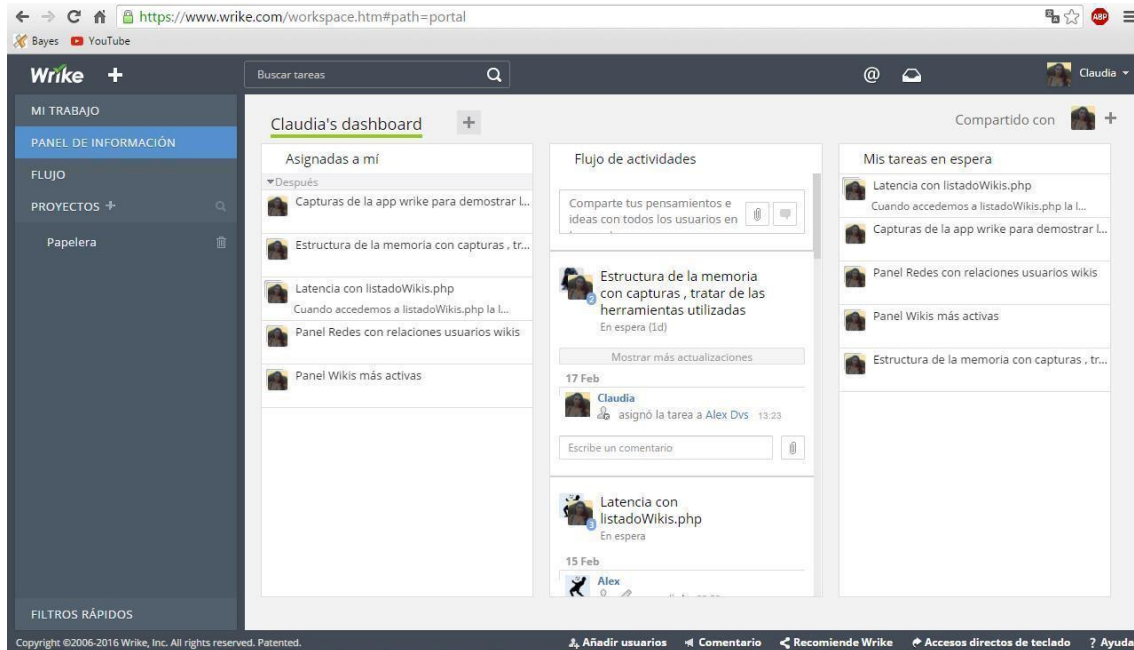 https://www.wrike.com/workspace.htm#path=portal
ABP
Bayes YouTube
Wrike +
Buscar tareas
@
Claudia
MI TRABAJO
PANEL DE INFORMACIÓN
FLUJO
PROYECTOS +
Papelera
FILTROS RÁPIDOS
Claudia's dashboard +
Compartido con +
Asignadas a mí
Después
Capturas de la app wrike para demostrar l...
Estructura de la memoria con capturas , tr...
Latencia con listadoWikis.php
Cuando accedemos a listadoWikis.php la l...
Panel Redes con relaciones usuarios wikis
Panel Wikis más activas
Flujo de actividades
Comparte tus pensamientos e
ideas con todos los usuarios en
Estructura de la memoria
con capturas , tratar de las
herramientas utilizadas
2
En espera (1d)
Mostrar más actualizaciones
17 Feb
Claudia
asignó la tarea a Alex Dvs 13:23
Escribe un comentario
Latencia con
listadoWikis.php
3
En espera
15 Feb
Alex
Mis tareas en espera
Latencia con listadoWikis.php
Cuando accedemos a listadoWikis.php la l...
Capturas de la app wrike para demostrar l...
Panel Redes con relaciones usuarios wikis
Panel Wikis más activas
Estructura de la memoria con capturas , tr...
Copyright ©2006-2016 Wrike, Inc. All rights reserved. Patented.
Añadir usuarios Comentario Recomiende Wrike Accesos directos de teclado ? Ayuda